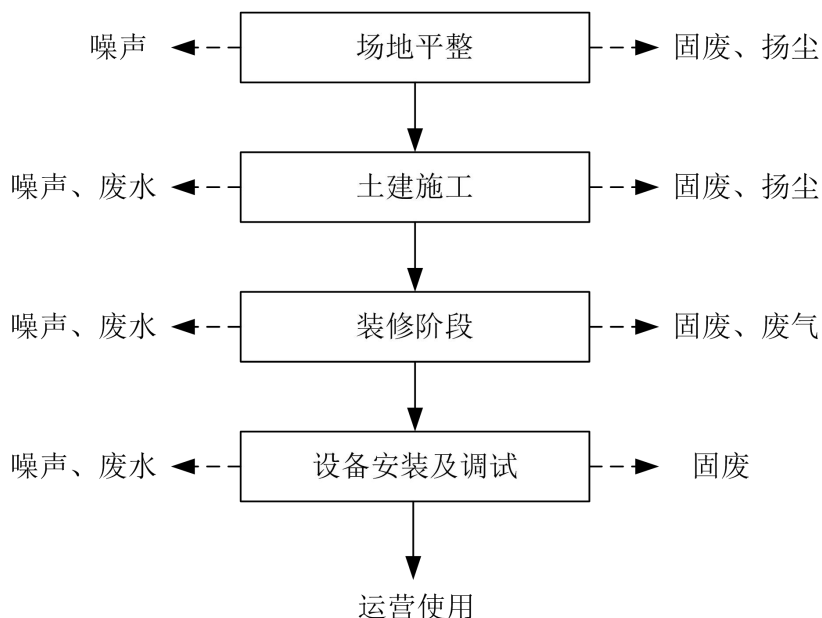 噪声 场地平整 固废、扬尘
噪声、废水 土建施工 固废、扬尘
噪声、废水 装修阶段 固废、废气
噪声、废水 设备安装及调试 固废
运营使用